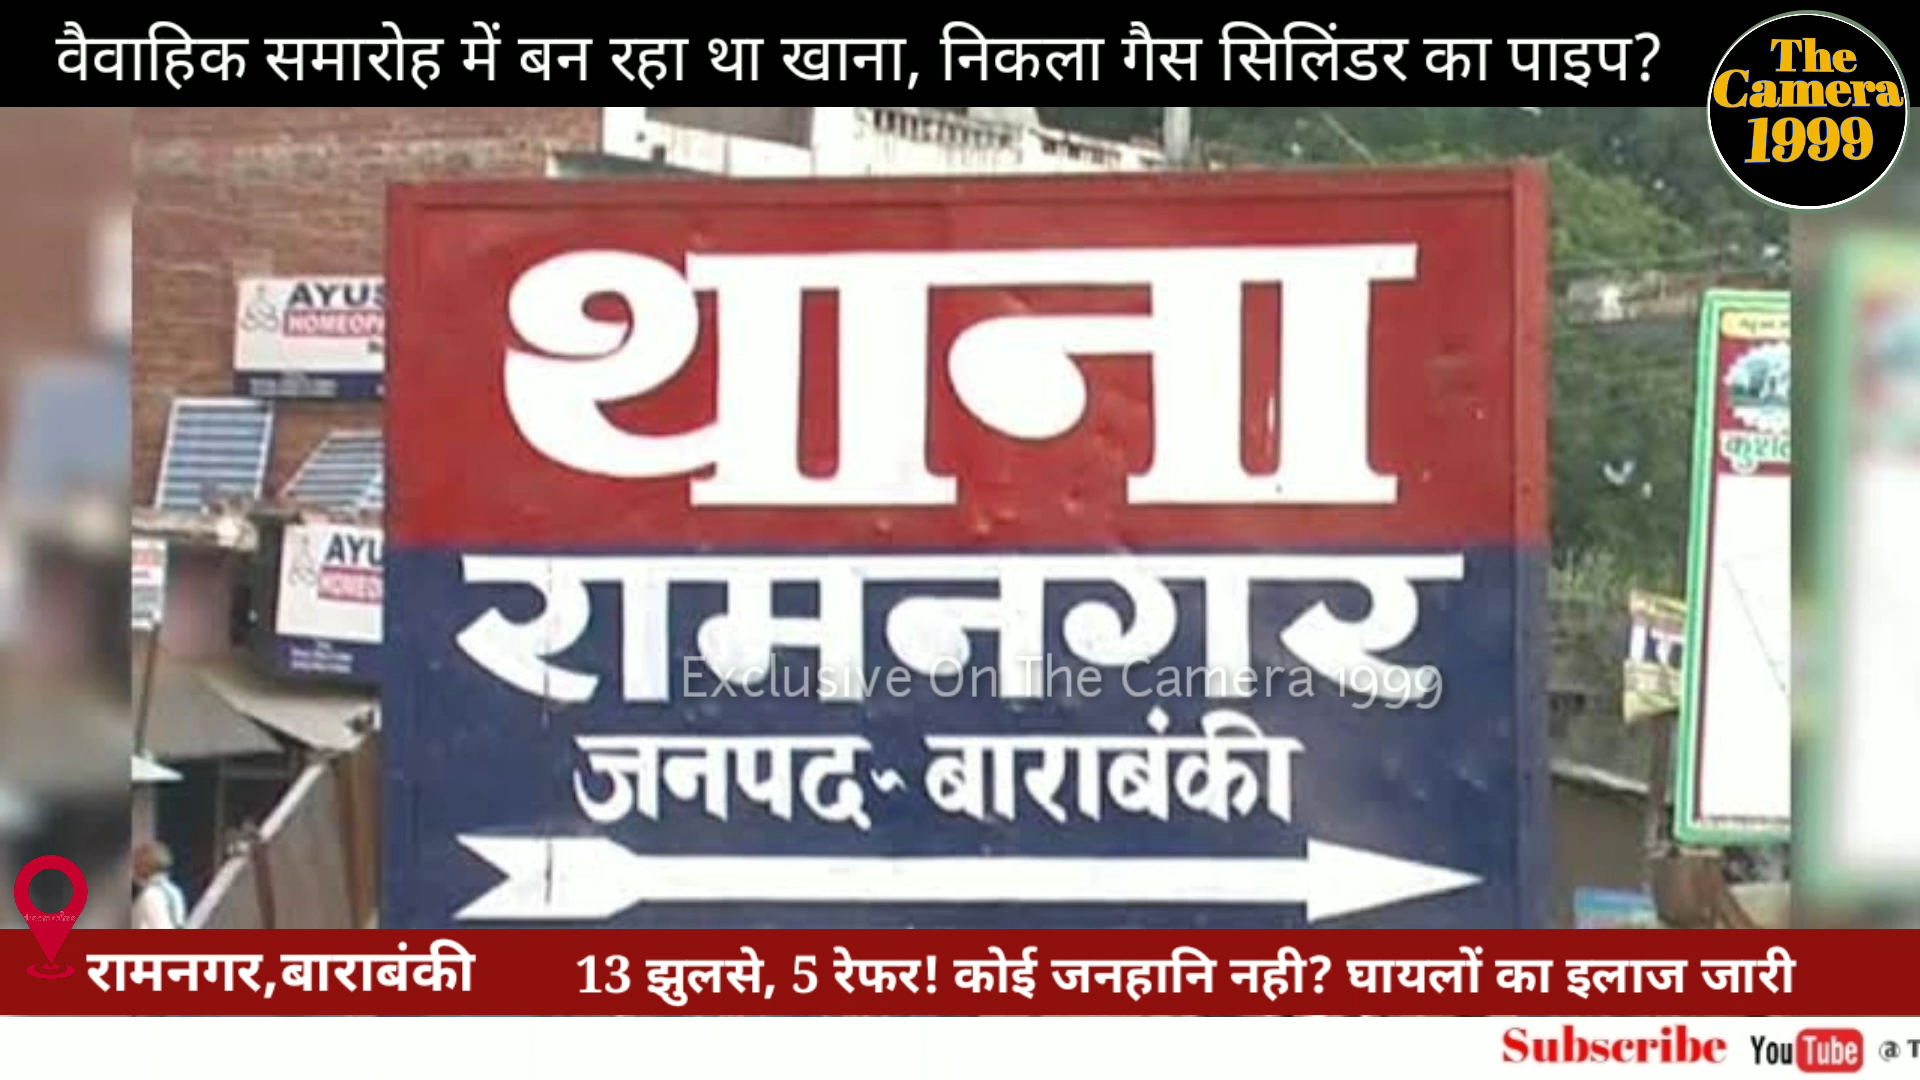 वैवाहिक समारोह में बन रहा था खाना, निकला गैस सिलिंडर का पाइप?
The
Camera
1999
AYUS
HOMEOP
AYU
थाना
रामनगर
Exclusive On The Camera 1999
जनपद- बाराबंकी
रामनगर,बाराबंकी
13 झुलसे, 5 रेफर! कोई जनहानि नही? घायलों का इलाज जारी
Subscribe YouTube @ T